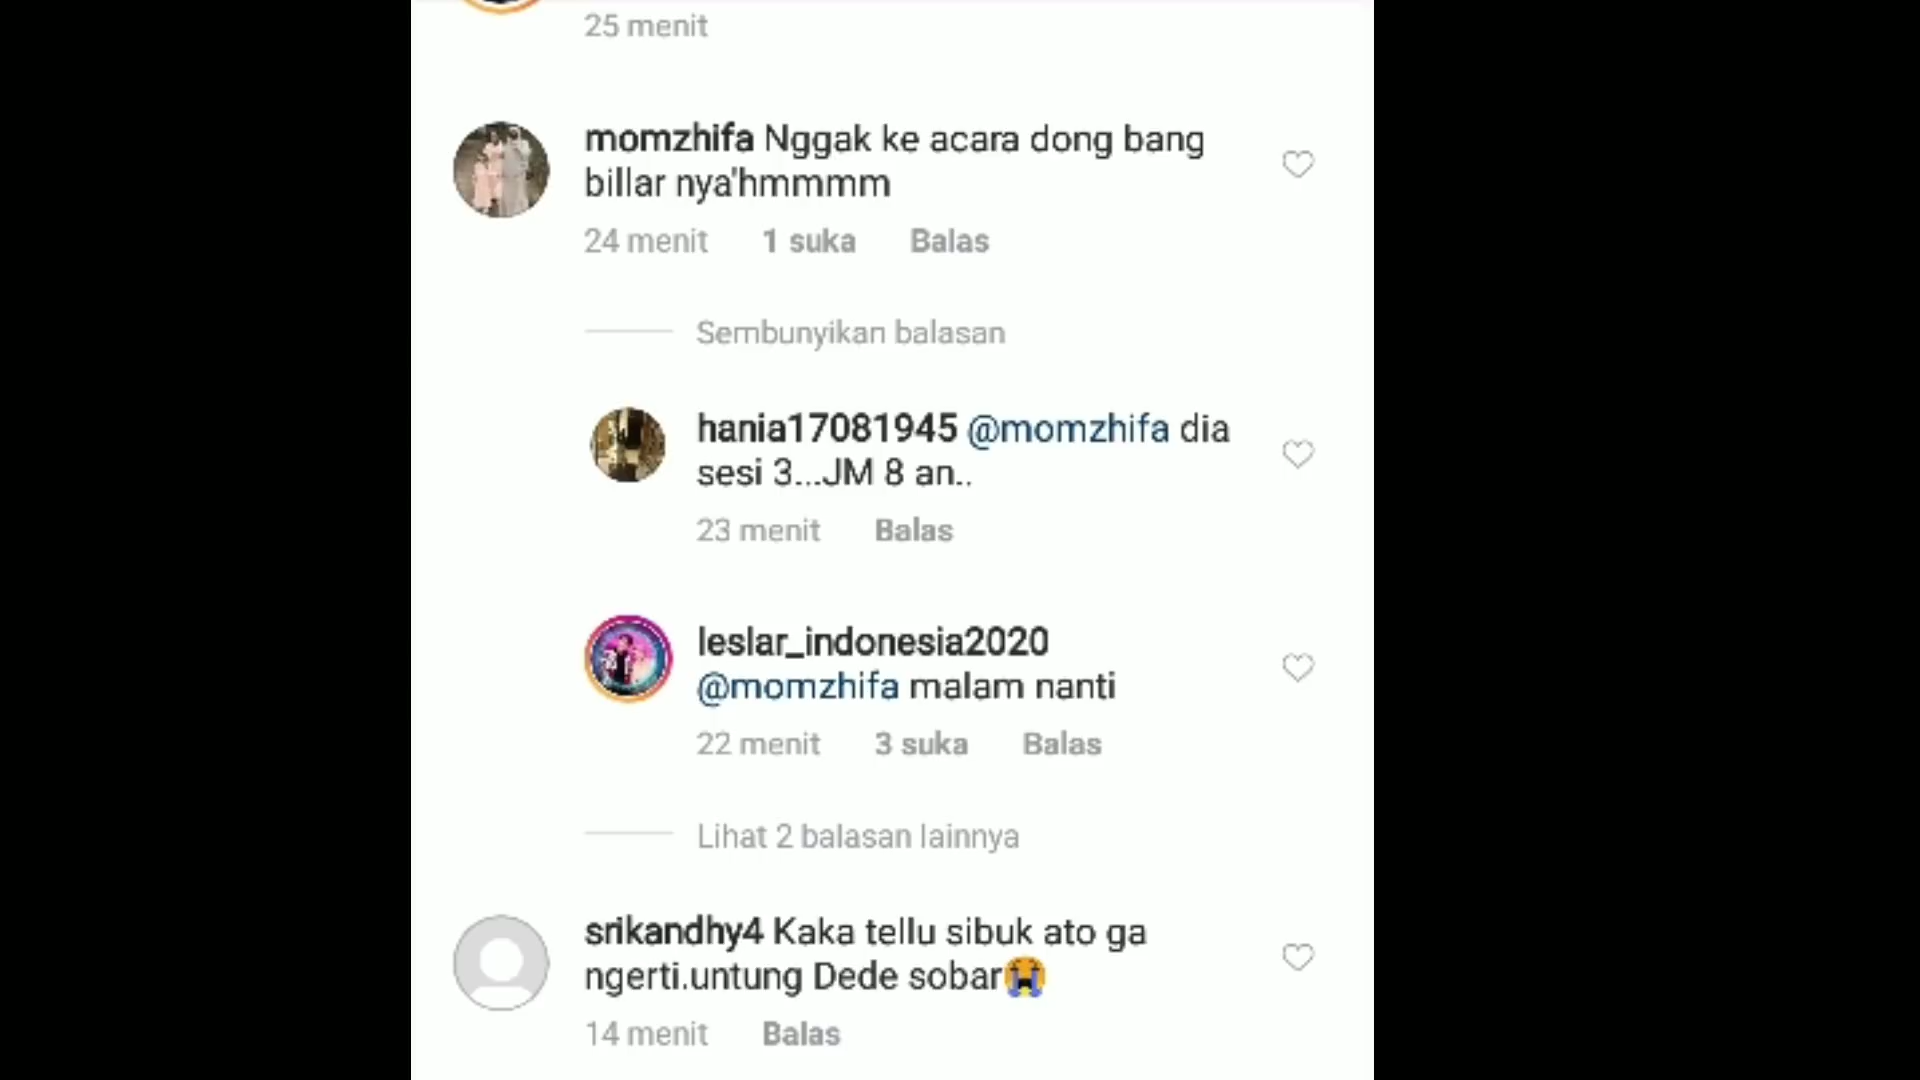 25 menit
momzhifa Nggak ke acara dong bang
billar nya'hmmmm
24 menit 1 suka Balas
Sembunyikan balasan
hania17081945 @momzhifa dia
sesi 3...JM 8 an..
23 menit Balas
leslar_indonesia2020
@momzhifa malam nanti
22 menit 3 suka Balas
Lihat 2 balasan lainnya
srikandhy4 Kaka tellu sibuk ato ga
ngerti.untung Dede sobar😭
14 menit Balas